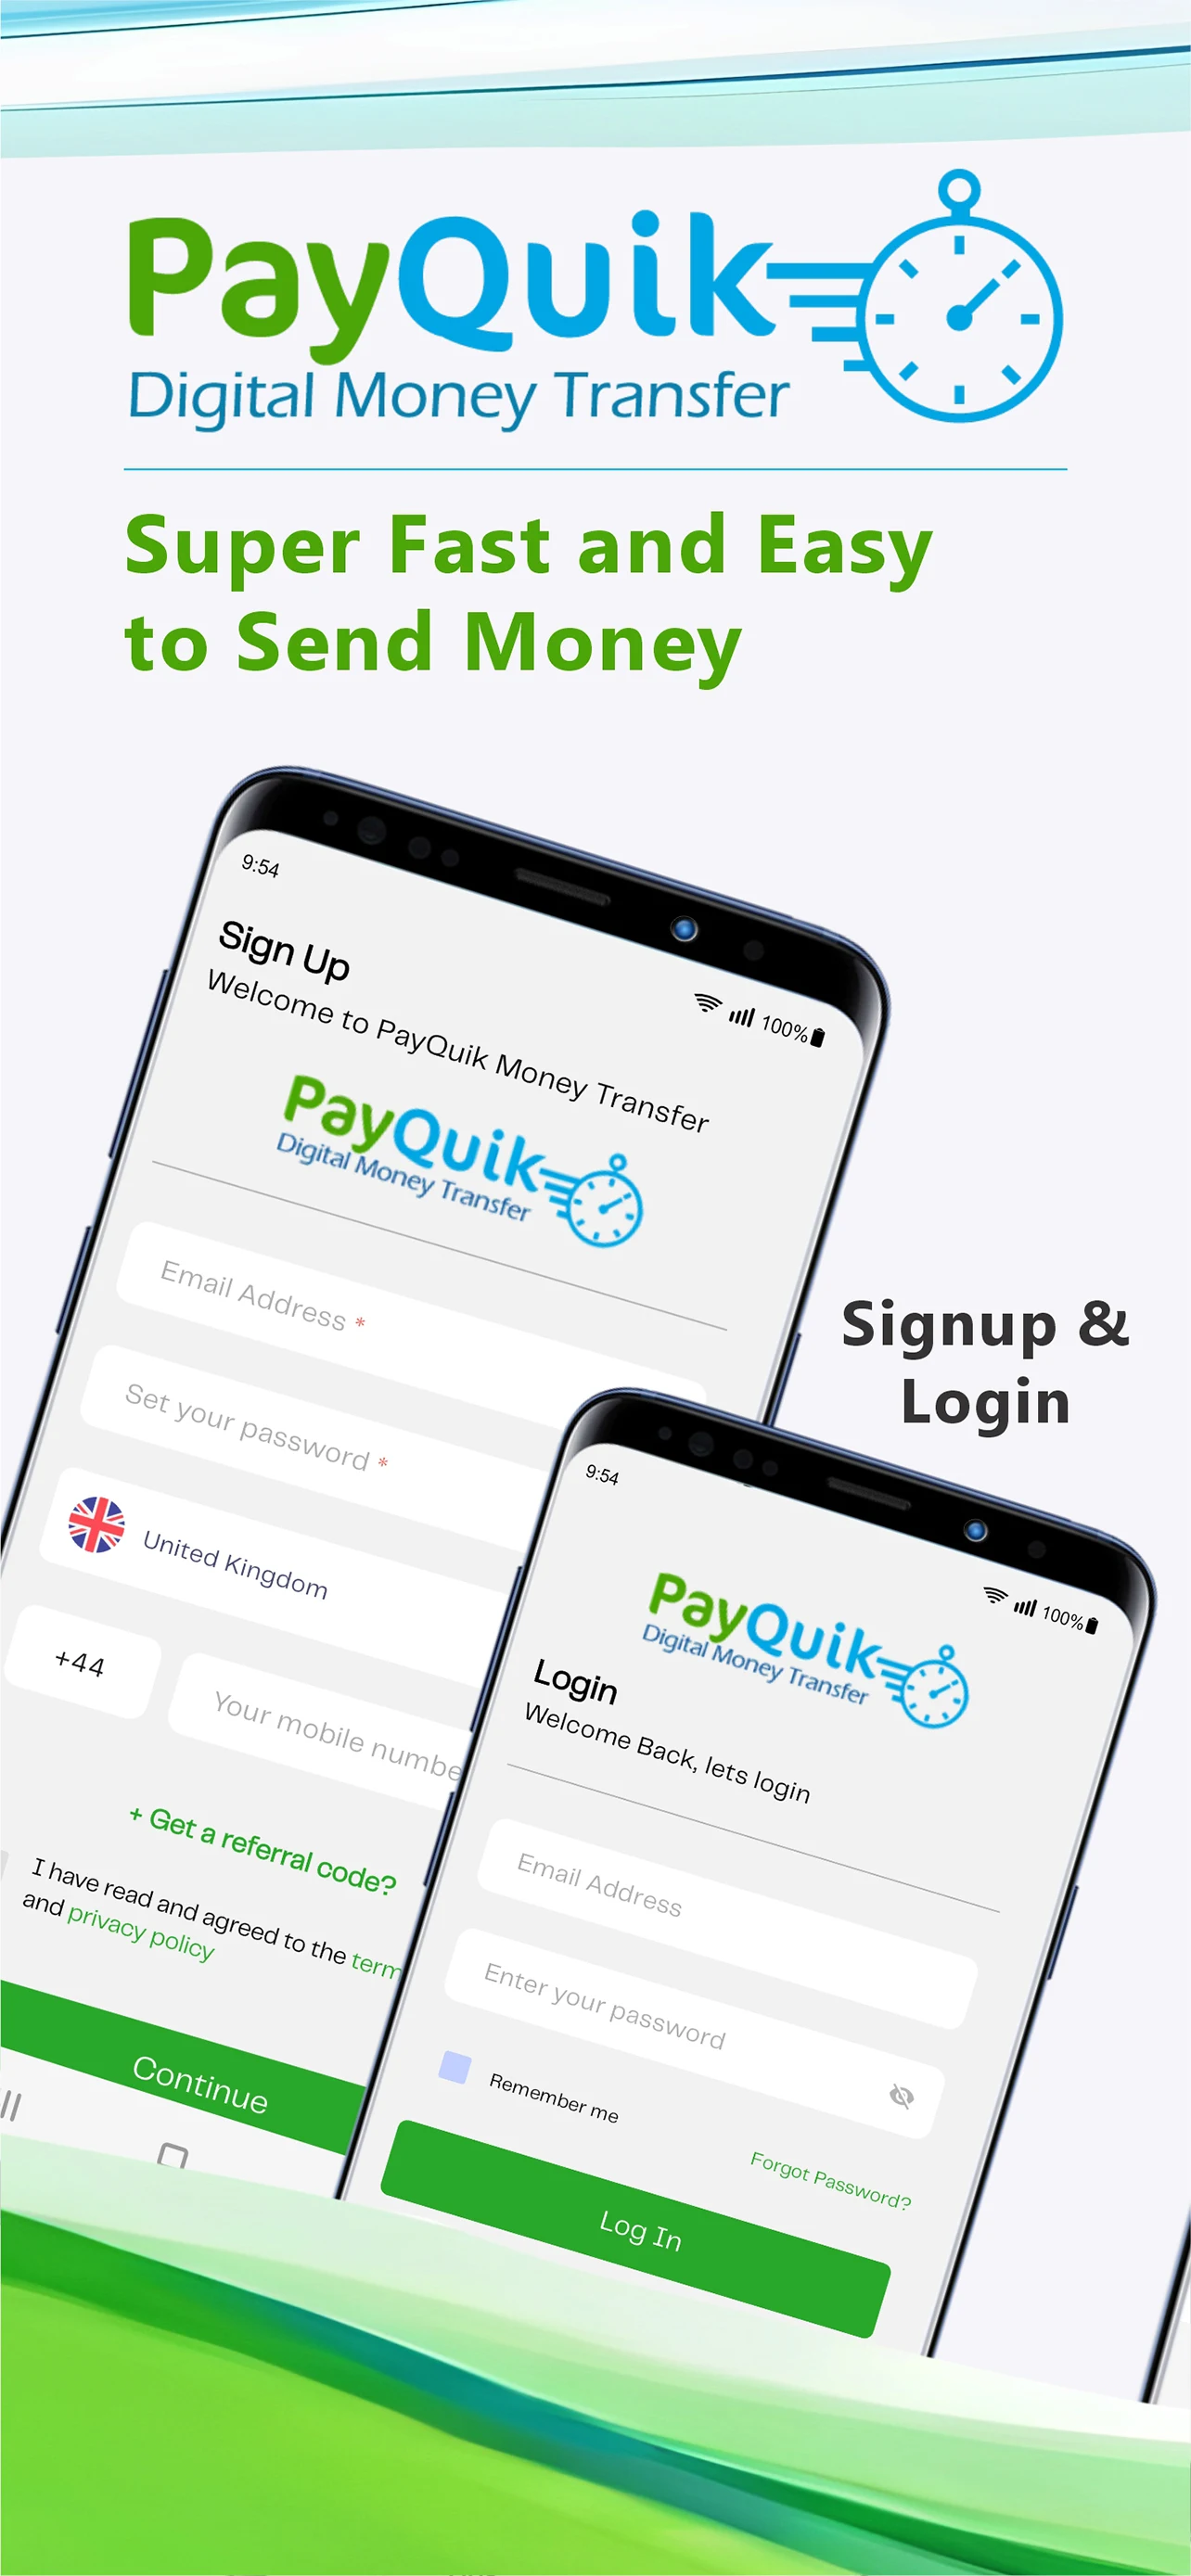 PayQuik
Digital Money Transfer
Super Fast and Easy
to Send Money
9:54
100%
Sign Up
Welcome to PayQuik Money Transfer
PayQuik
Digital Money Transfer
Email Address *
Set your password *
United Kingdom
+44
Your mobile numbe
+ Get a referral code?
I have read and agreed to the term
and privacy policy
Continue
Signup &
Login
9:54
100%
PayQuik
Digital Money Transfer
Login
Welcome Back, lets login
Email Address
Enter your password
Remember me
Forgot Password?
Log In